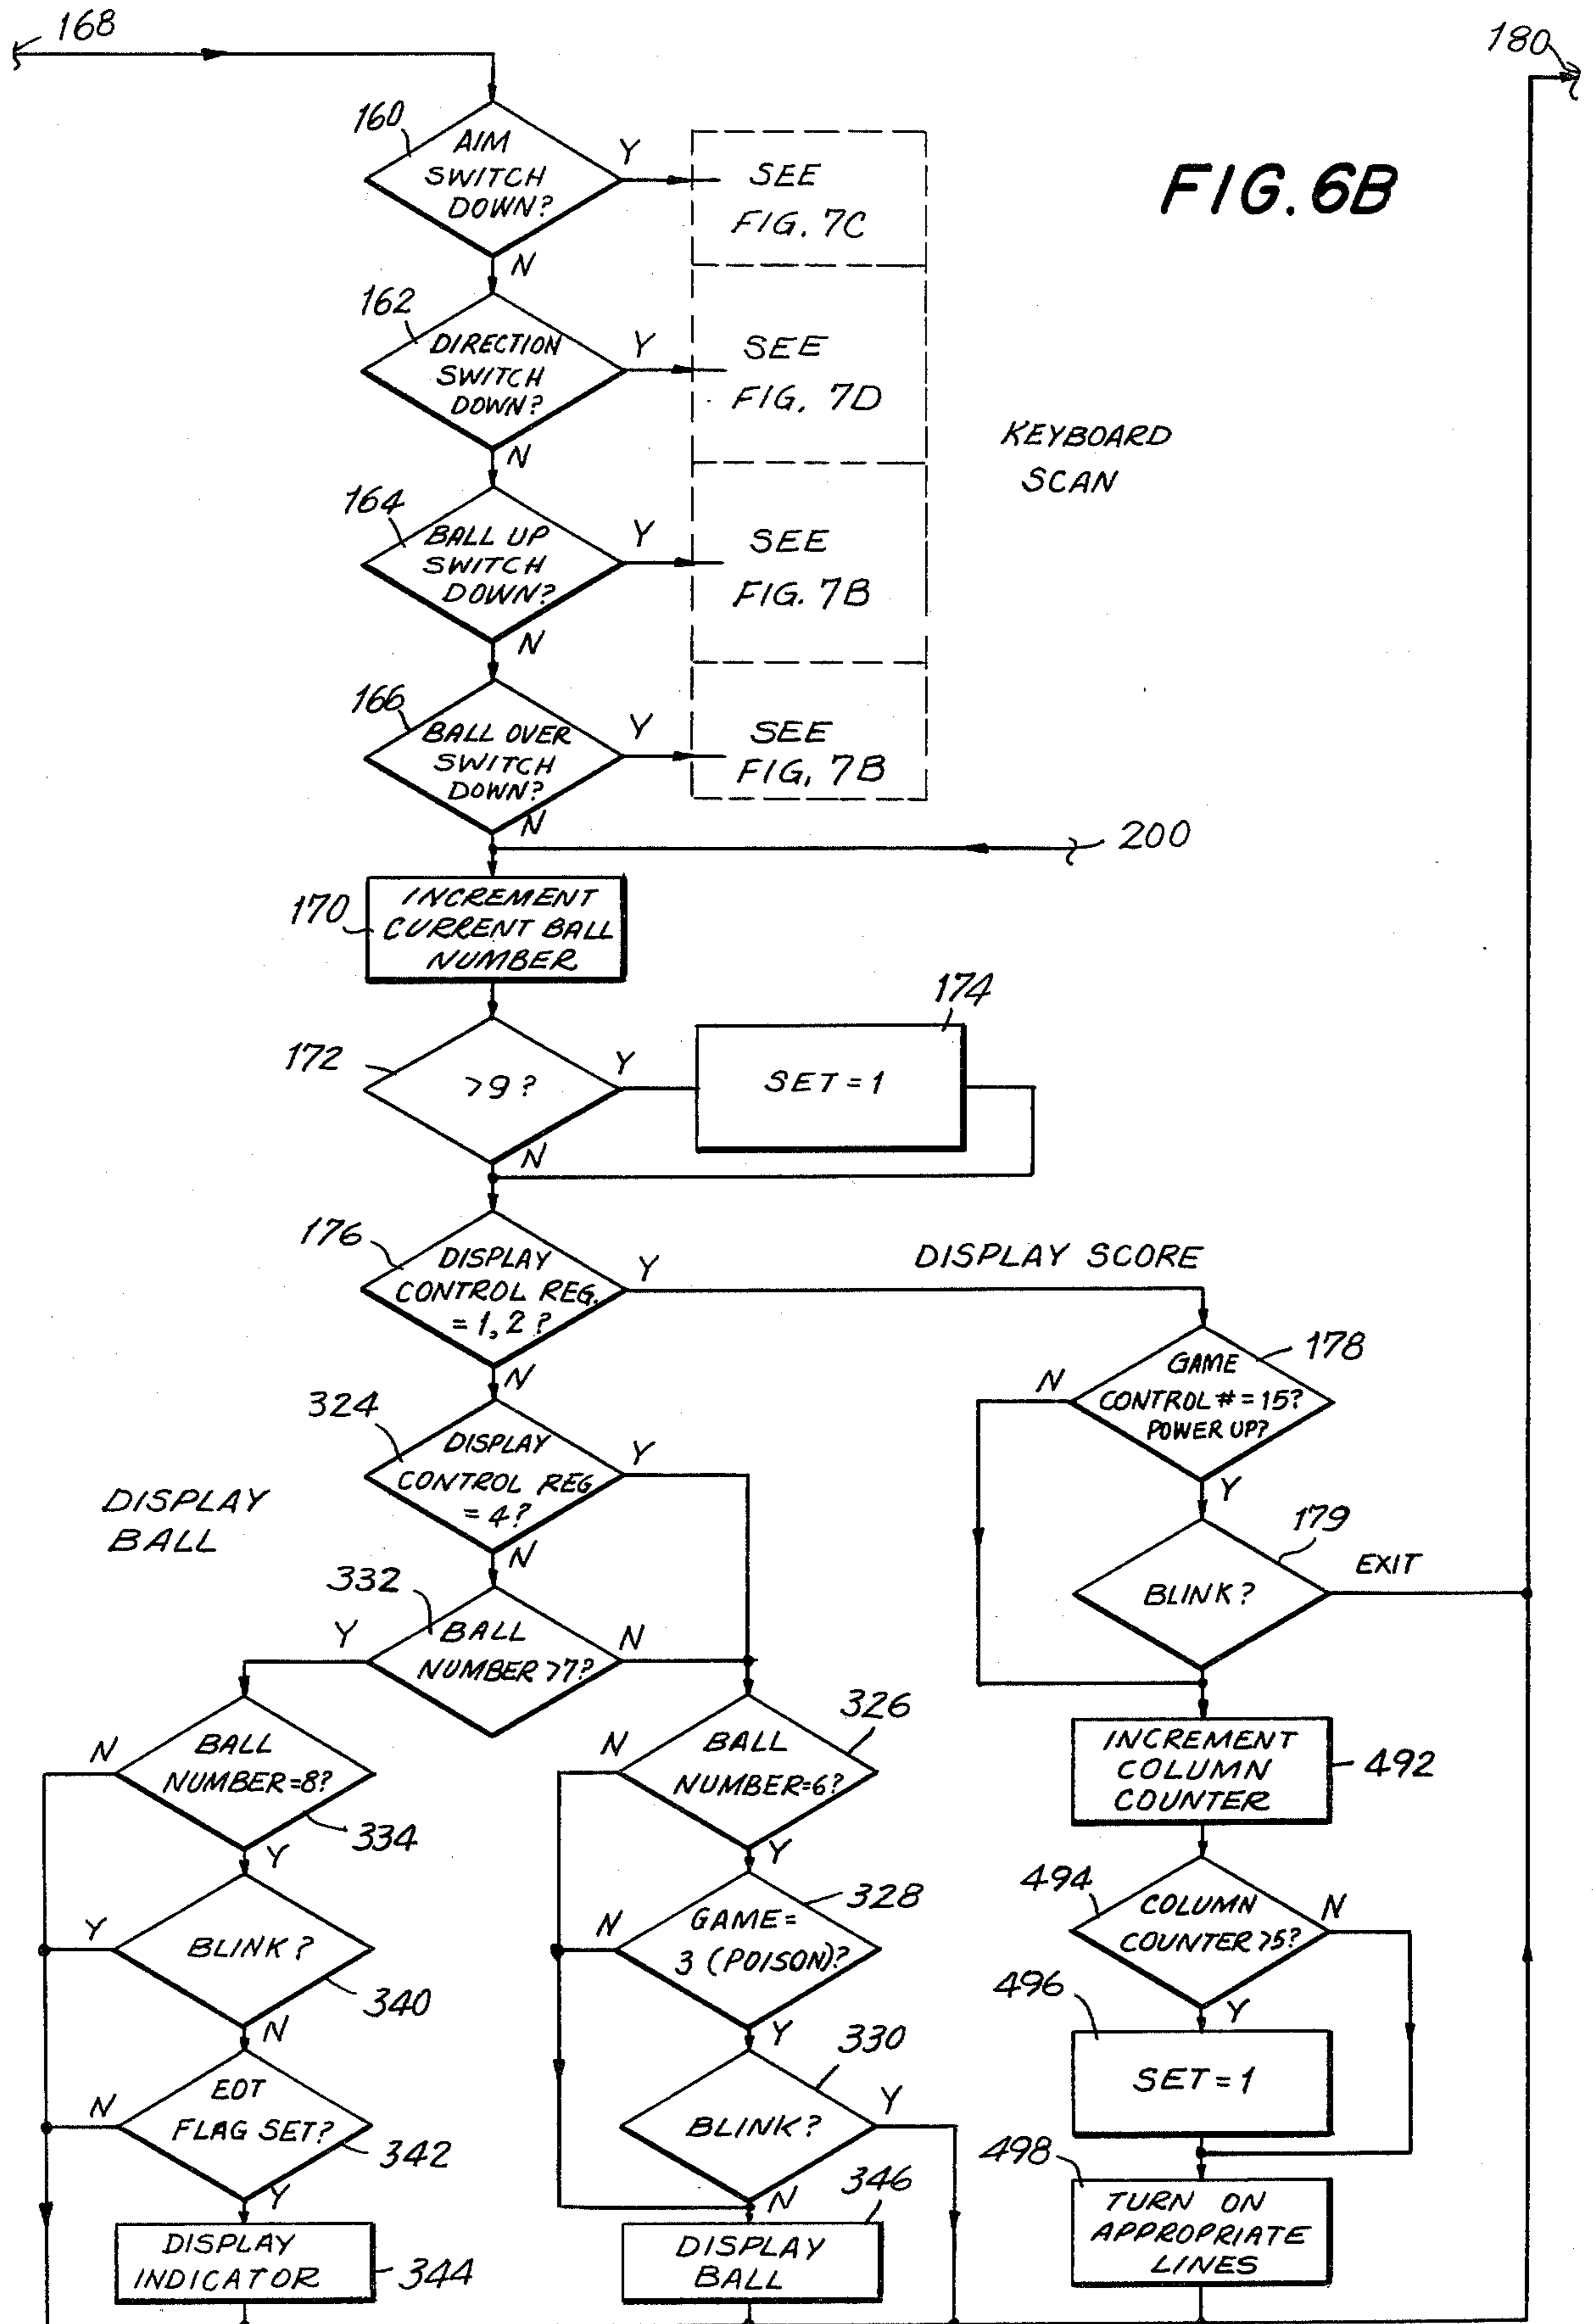 168
180
FIG. 6B
160
AIM
SWITCH
DOWN?
Y
SEE
FIG. 7C
N
162
DIRECTION
SWITCH
DOWN?
Y
SEE
FIG. 7D
N
KEYBOARD
SCAN
164
BALL UP
SWITCH
DOWN?
Y
SEE
FIG. 7B
N
166
BALL OVER
SWITCH
DOWN?
Y
SEE
FIG. 7B
N
200
170
INCREMENT
CURRENT BALL
NUMBER
172
>9?
Y
174
SET = 1
N
176
DISPLAY
CONTROL REG.
= 1, 2?
Y
DISPLAY SCORE
N
178
GAME
CONTROL # = 15?
POWER UP?
N
Y
324
DISPLAY
CONTROL REG
= 4?
Y
N
DISPLAY
BALL
179
BLINK?
EXIT
332
BALL
NUMBER >7?
Y
N
334
BALL
NUMBER=8?
N
Y
326
BALL
NUMBER=6?
N
Y
INCREMENT
COLUMN
COUNTER
492
340
BLINK?
Y
N
328
GAME=
3 (POISON)?
N
Y
494
COLUMN
COUNTER >5?
N
Y
342
EOT
FLAG SET?
N
Y
330
BLINK?
Y
N
496
SET = 1
DISPLAY
INDICATOR
344
346
DISPLAY
BALL
498
TURN ON
APPROPRIATE
LINES